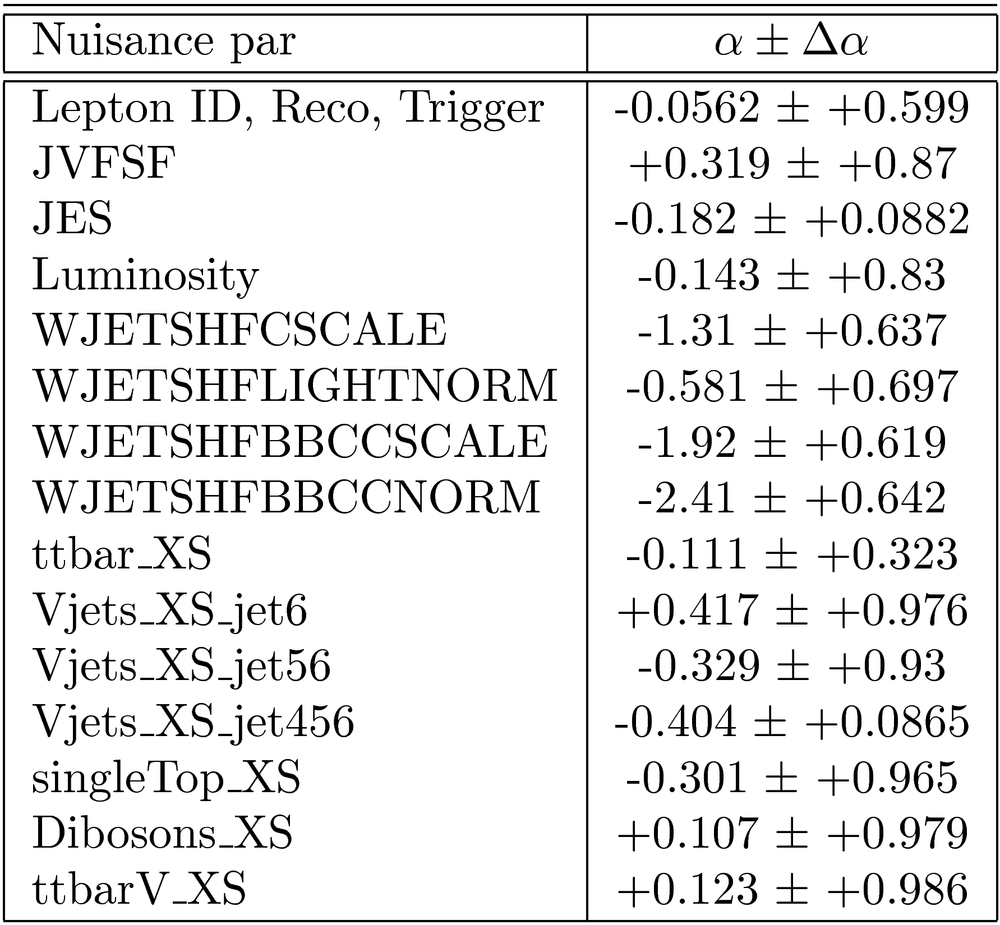 Nuisance par α ± Δα
Lepton ID, Reco, Trigger -0.0562 ± +0.599
JVFSF +0.319 ± +0.87
JES -0.182 ± +0.0882
Luminosity -0.143 ± +0.83
WJETSHFCSCALE -1.31 ± +0.637
WJETSHFLIGHTNORM -0.581 ± +0.697
WJETSHFBBCCSCALE -1.92 ± +0.619
WJETSHFBBCCNORM -2.41 ± +0.642
ttbar_XS -0.111 ± +0.323
Vjets_XS_jet6 +0.417 ± +0.976
Vjets_XS_jet56 -0.329 ± +0.93
Vjets_XS_jet456 -0.404 ± +0.0865
singleTop_XS -0.301 ± +0.965
Dibosons_XS +0.107 ± +0.979
ttbarV_XS +0.123 ± +0.986